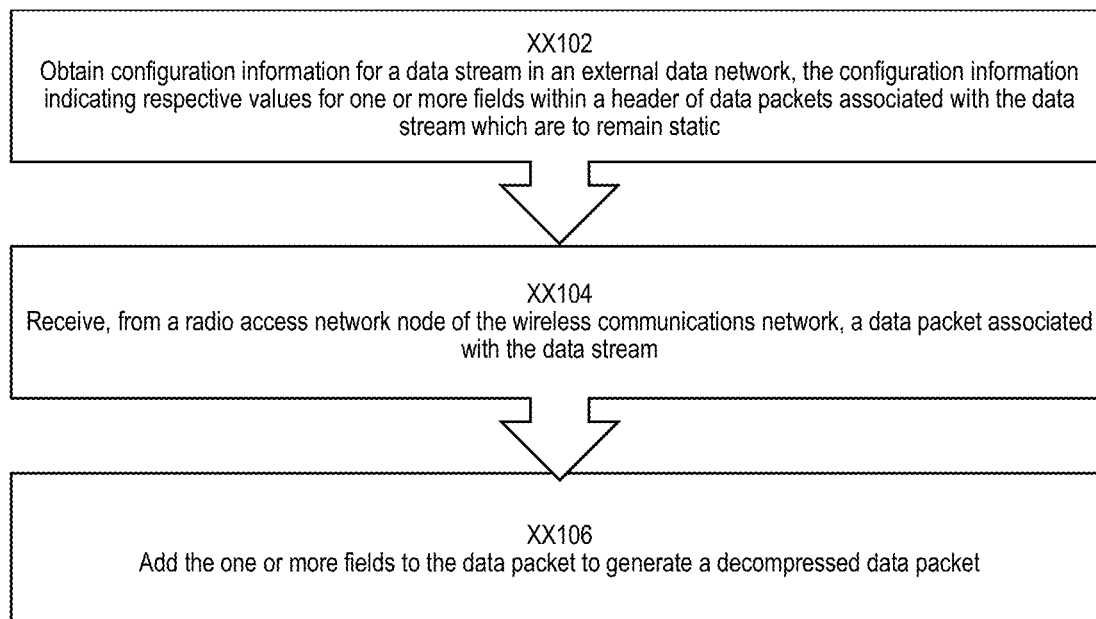 XX102
Obtain configuration information for a data stream in an external data network, the configuration information
indicating respective values for one or more fields within a header of data packets associated with the data
stream which are to remain static
XX104
Receive, from a radio access network node of the wireless communications network, a data packet associated
with the data stream
XX106
Add the one or more fields to the data packet to generate a decompressed data packet